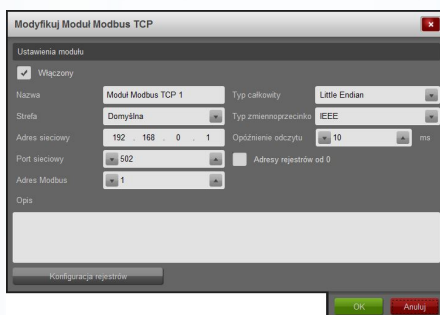 Modyfikuj Moduł Modbus TCP
Ustawienia modułu
Włączony
Nazwa Moduł Modbus TCP 1 Typ całkowity Little Endian
Strefa Domyślna Typ zmiennoprzecinko IEEE
Adres sieciowy 192 . 168 . 0 . 1 Opóźnienie odczytu 10 ms
Port sieciowy 502 Adresy rejestrów od 0
Adres Modbus 1
Opis
Konfiguracja rejestrów
OK Anuluj